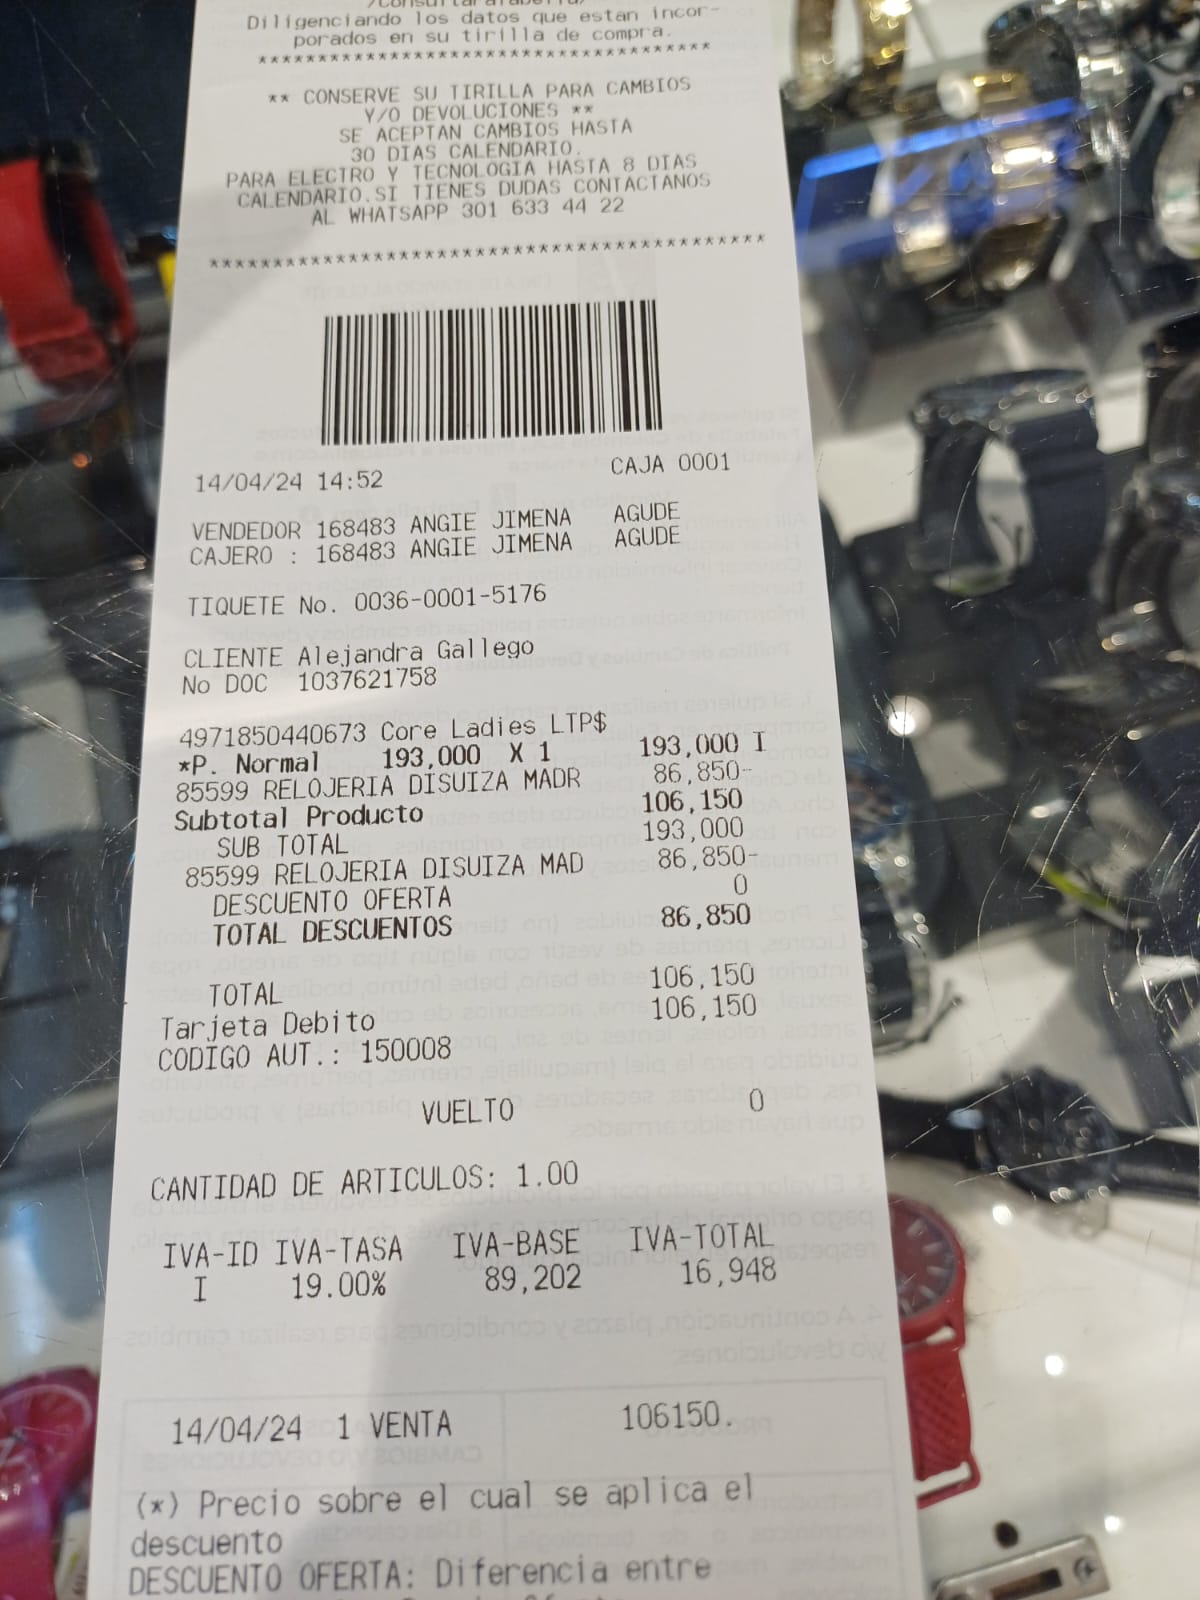 Diligenciando los datos que estan incor-
porados en su tirilla de compra.
***********************************
** CONSERVE SU TIRILLA PARA CAMBIOS
Y/O DEVOLUCIONES **
SE ACEPTAN CAMBIOS HASTA
30 DIAS CALENDARIO.
PARA ELECTRO Y TECNOLOGIA HASTA 8 DIAS
CALENDARIO.SI TIENES DUDAS CONTACTANOS
AL WHATSAPP 301 633 44 22
******************************************
14/04/24 14:52 CAJA 0001
VENDEDOR 168483 ANGIE JIMENA AGUDE
CAJERO : 168483 ANGIE JIMENA AGUDE
TIQUETE No. 0036-0001-5176
CLIENTE Alejandra Gallego
No DOC 1037621758
4971850440673 Core Ladies LTP$
*P. Normal 193,000 X 1 193,000 I
85599 RELOJERIA DISUIZA MADR 86,850-
Subtotal Producto 106,150
SUB TOTAL 193,000
85599 RELOJERIA DISUIZA MAD 86,850-
DESCUENTO OFERTA 0
TOTAL DESCUENTOS 86,850
TOTAL 106,150
Tarjeta Debito 106,150
CODIGO AUT.: 150008
VUELTO 0
CANTIDAD DE ARTICULOS: 1.00
IVA-ID IVA-TASA IVA-BASE IVA-TOTAL
I 19.00% 89,202 16,948
14/04/24 1 VENTA 106150.
(*) Precio sobre el cual se aplica el
descuento
DESCUENTO OFERTA: Diferencia entre